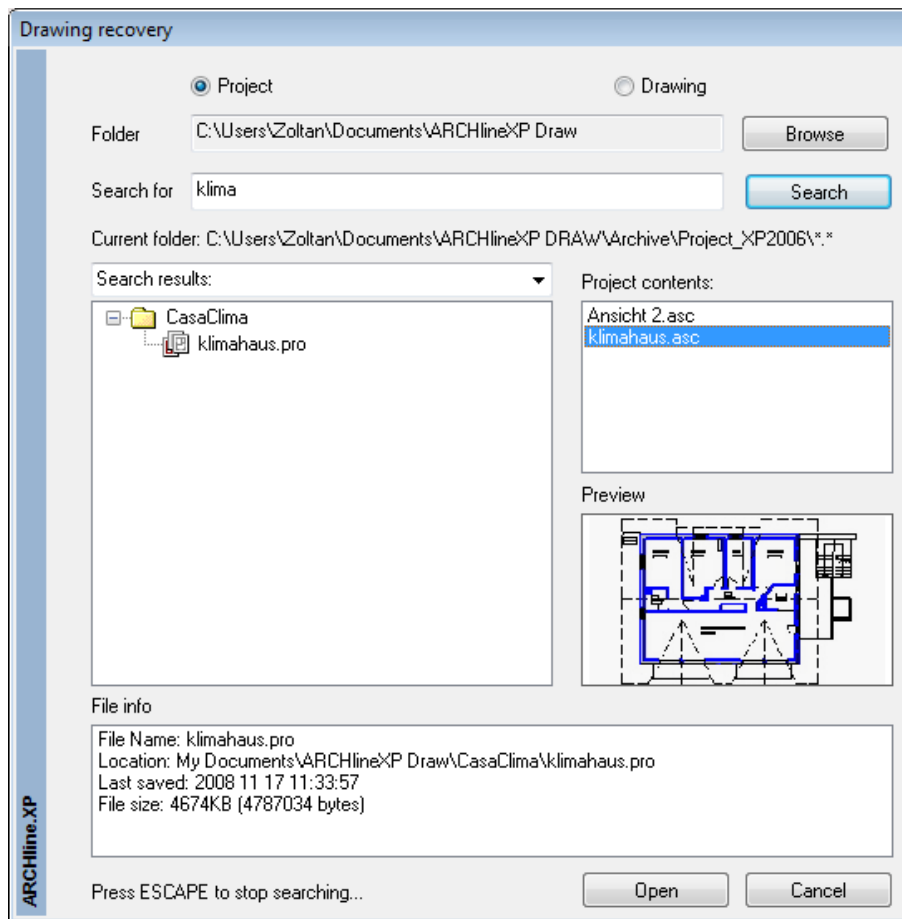 Drawing recovery
Project
Drawing
Folder
C:\Users\Zoltan\Documents\ARCHlineXP Draw
Browse
Search for
klima
Search
Current folder: C:\Users\Zoltan\Documents\ARCHlineXP DRAW\Archive\Project_XP2006\*.*
Search results:
CasaClima
klimahaus.pro
Project contents:
Ansicht 2.asc
klimahaus.asc
Preview
File info
File Name: klimahaus.pro
Location: My Documents\ARCHlineXP Draw\CasaClima\klimahaus.pro
Last saved: 2008 11 17 11:33:57
File size: 4674KB (4787034 bytes)
ARCHline.XP
Press ESCAPE to stop searching...
Open
Cancel